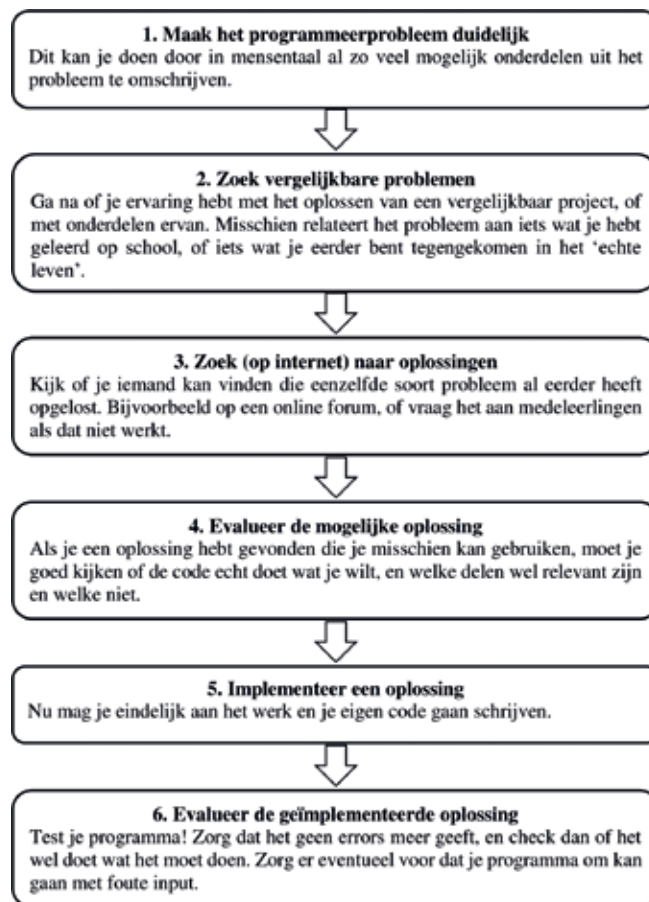 1. Maak het programmeerprobleem duidelijk
Dit kan je doen door in mensentaal al zo veel mogelijk onderdelen uit het
probleem te omschrijven.
2. Zoek vergelijkbare problemen
Ga na of je ervaring hebt met het oplossen van een vergelijkbaar project, of
met onderdelen ervan. Misschien relateert het probleem aan iets wat je hebt
geleerd op school, of iets wat je eerder bent tegengekomen in het ‘echte
leven’.
3. Zoek (op internet) naar oplossingen
Kijk of je iemand kan vinden die eenzelfde soort probleem al eerder heeft
opgelost. Bijvoorbeeld op een online forum, of vraag het aan medeleerlingen
als dat niet werkt.
4. Evalueer de mogelijke oplossing
Als je een oplossing hebt gevonden die je misschien kan gebruiken, moet je
goed kijken of de code echt doet wat je wilt, en welke delen wel relevant zijn
en welke niet.
5. Implementeer een oplossing
Nu mag je eindelijk aan het werk en je eigen code gaan schrijven.
6. Evalueer de geïmplementeerde oplossing
Test je programma! Zorg dat het geen errors meer geeft, en check dan of het
wel doet wat het moet doen. Zorg er eventueel voor dat je programma om kan
gaan met foute input.